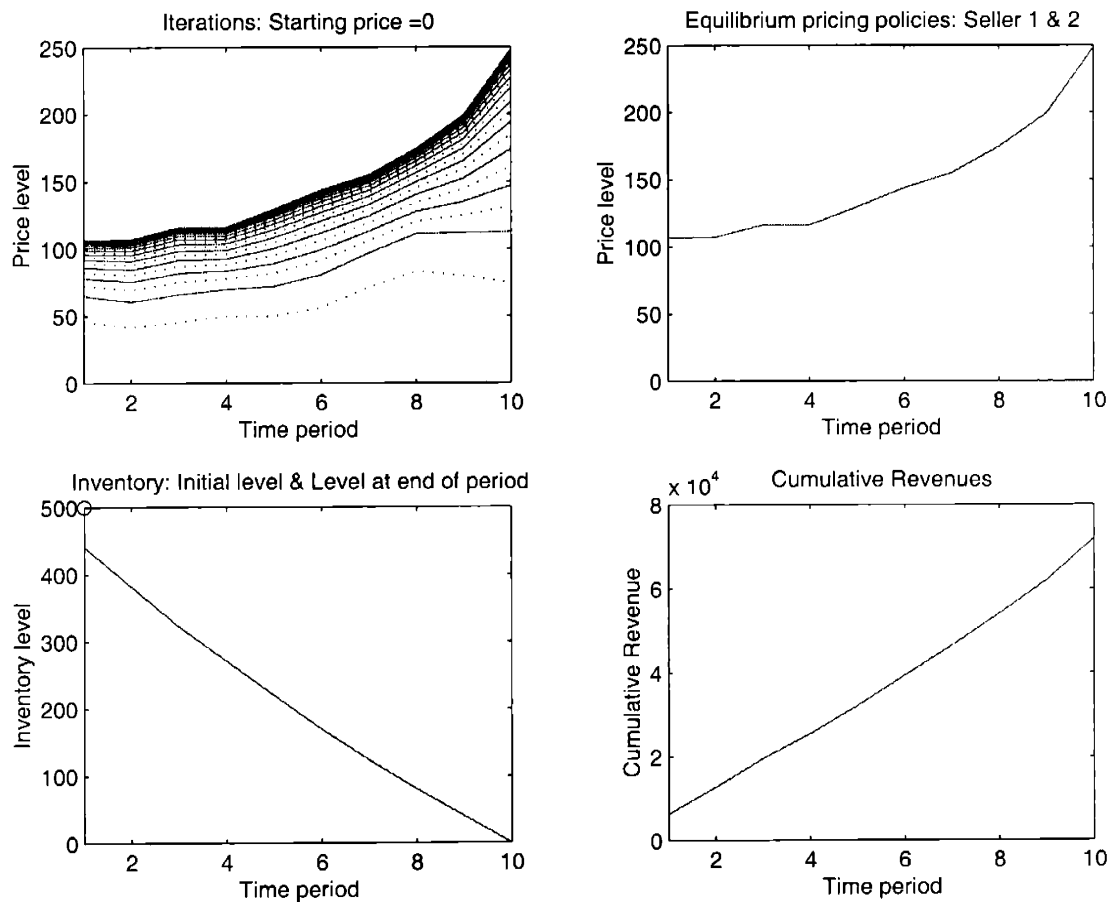 Iterations: Starting price =0
250
200
150
100
50
0
Price level
2 4 6 8 10
Time period
Equilibrium pricing policies: Seller 1 & 2
250
200
150
100
50
0
Price level
2 4 6 8 10
Time period
Inventory: Initial level & Level at end of period
500
400
300
200
100
0
Inventory level
2 4 6 8 10
Time period
Cumulative Revenues
x 10^4
8
6
4
2
0
Cumulative Revenue
2 4 6 8 10
Time period